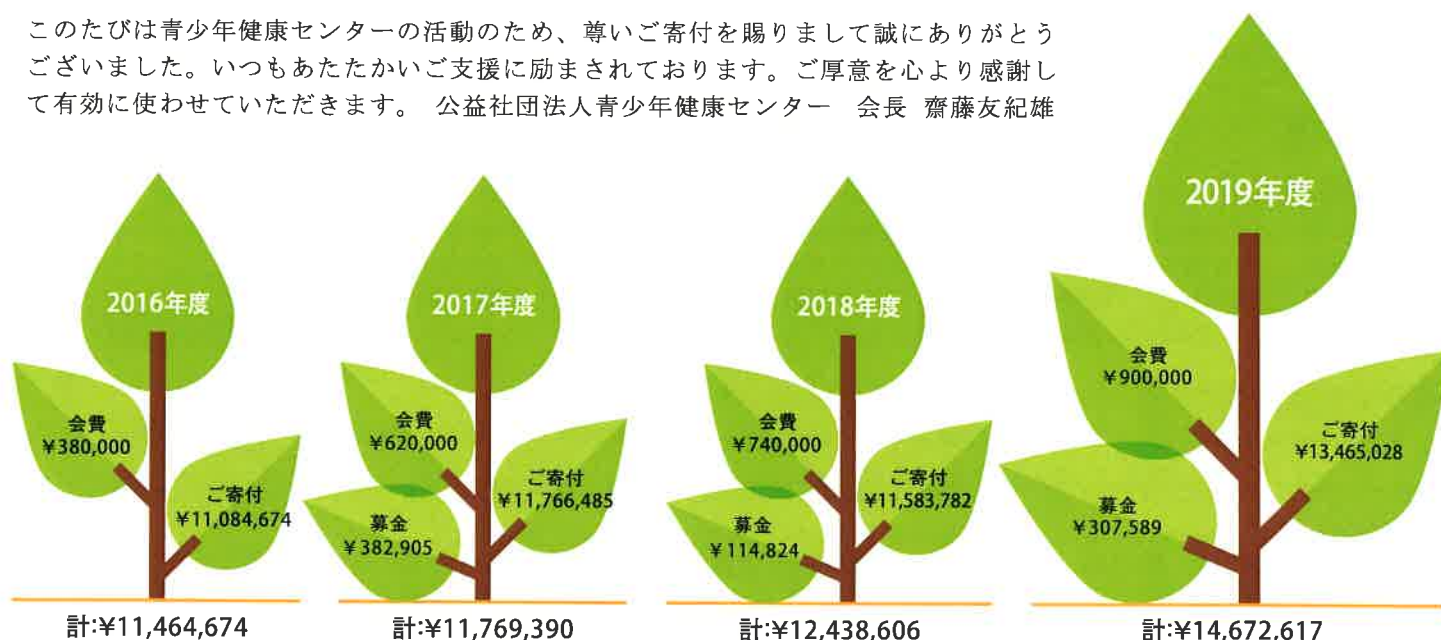 このたびは青少年健康センターの活動のため、尊いご寄付を賜りまして誠にありがとう
ございました。いつもあたたかいご支援に励まされております。ご厚意を心より感謝し
て有効に使わせていただきます。 公益社団法人青少年健康センター 会長 齋藤友紀雄
2016年度
会費
¥380,000
ご寄付
¥11,084,674
計:¥11,464,674
2017年度
会費
¥620,000
ご寄付
¥11,766,485
募金
¥382,905
計:¥11,769,390
2018年度
会費
¥740,000
ご寄付
¥11,583,782
募金
¥114,824
計:¥12,438,606
2019年度
会費
¥900,000
ご寄付
¥13,465,028
募金
¥307,589
計:¥14,672,617